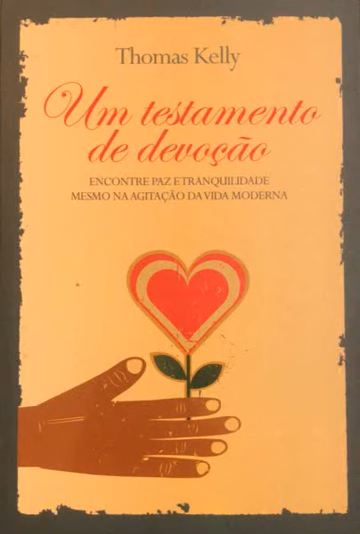 Thomas Kelly
Um testamento
de devoção
ENCONTRE PAZ E TRANQUILIDADE
MESMO NA AGITAÇÃO DA VIDA MODERNA